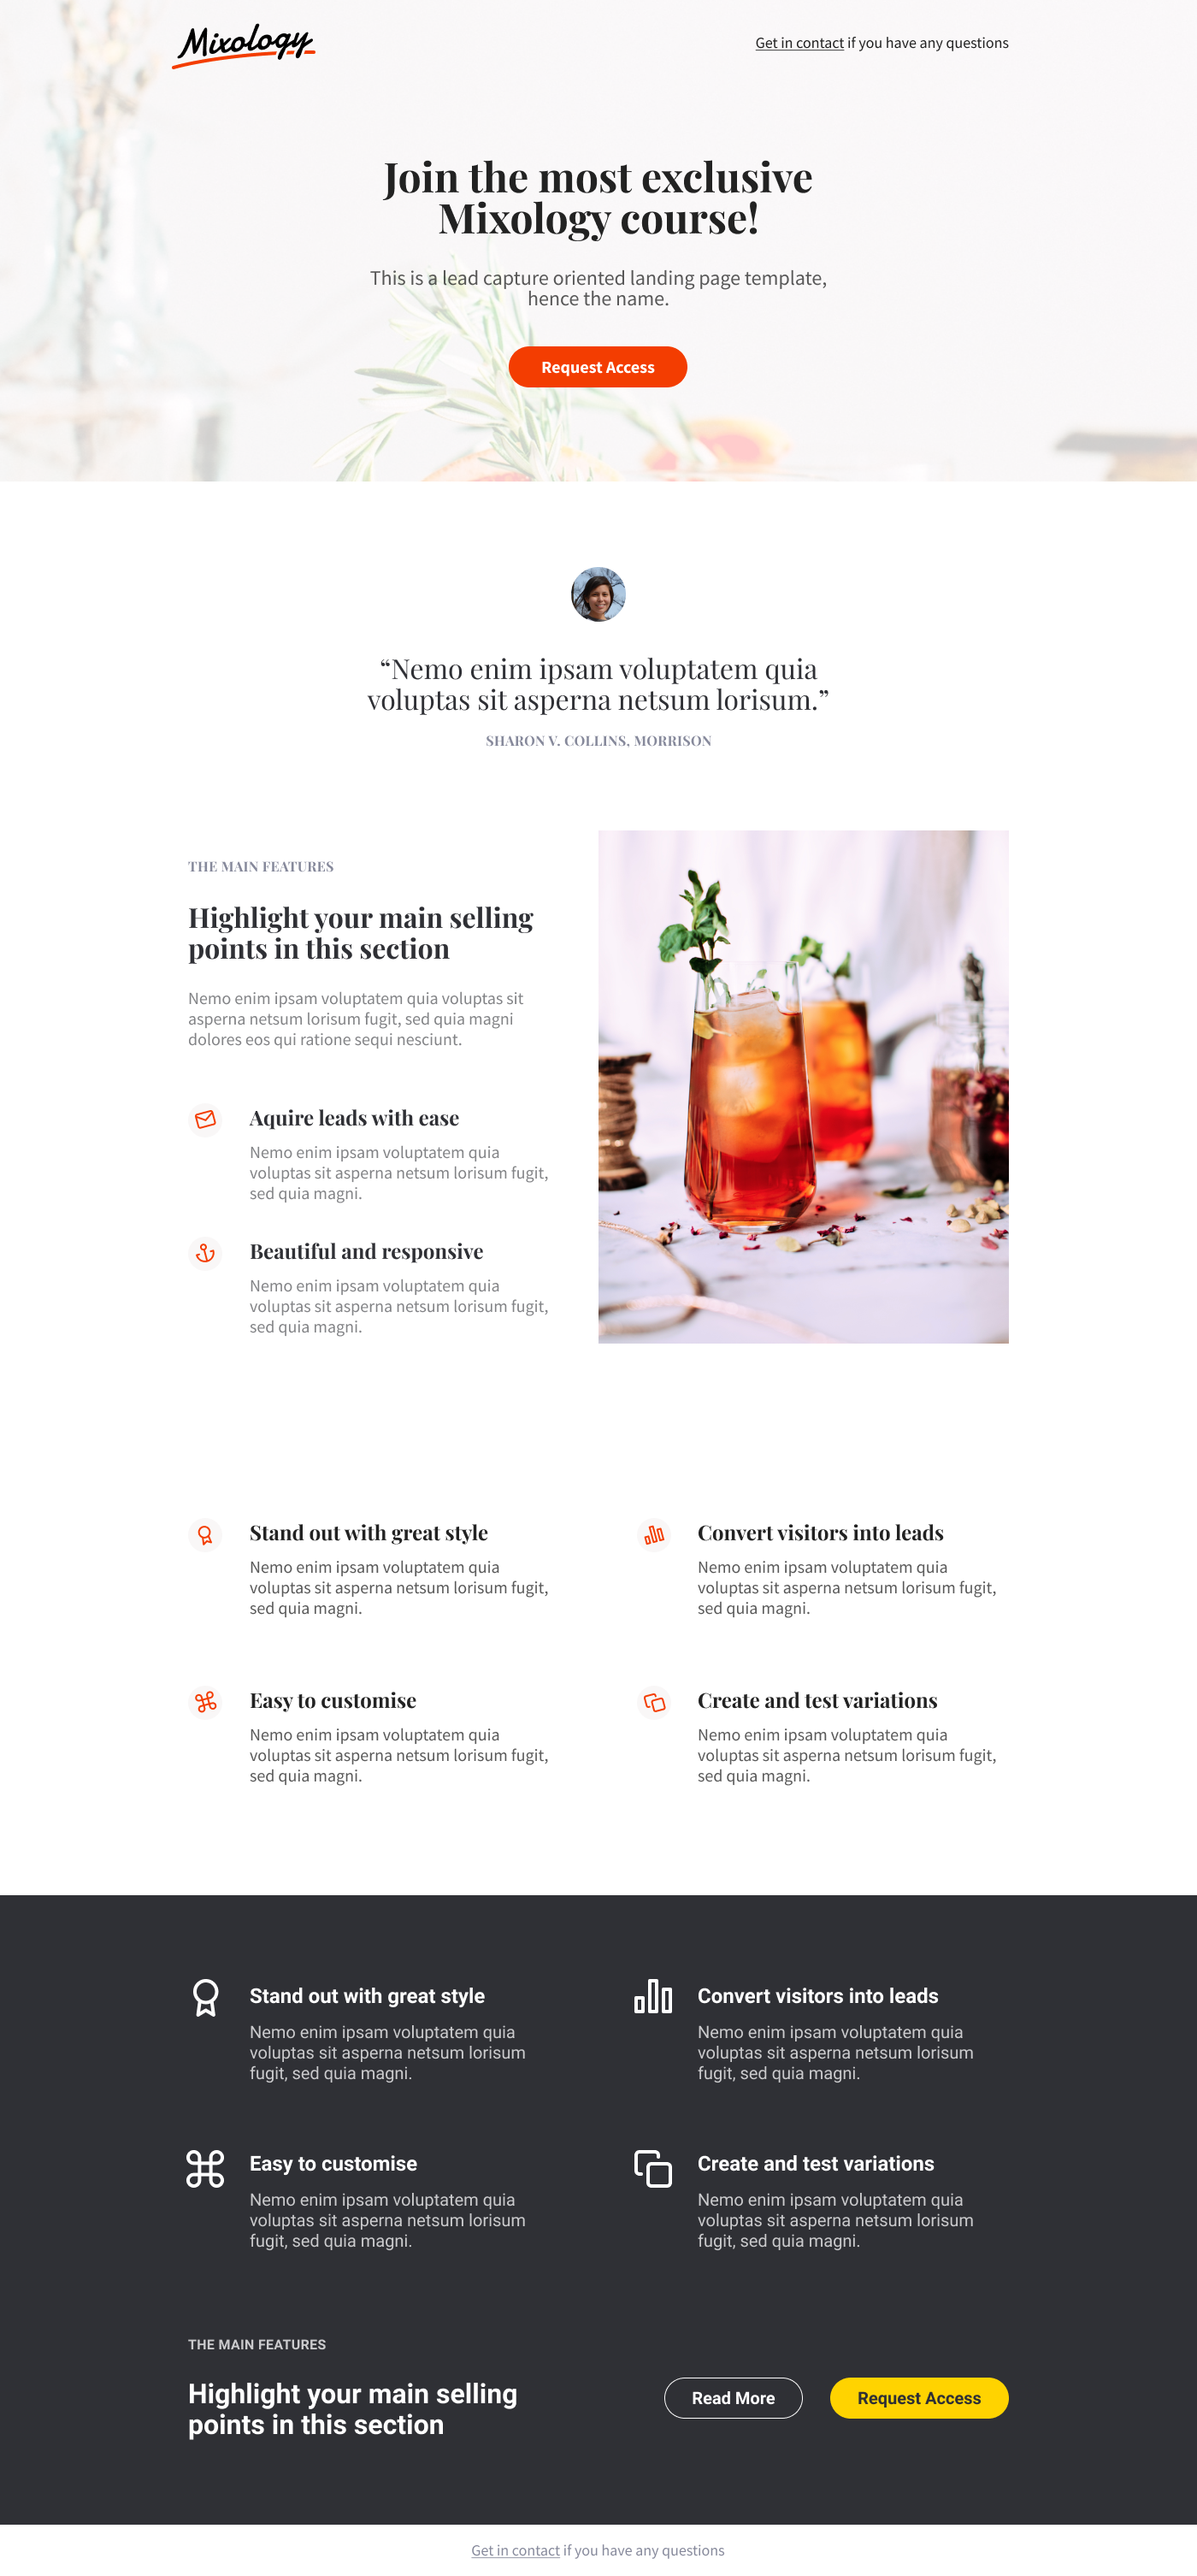 Mixology
Get in contact if you have any questions
Join the most exclusive
Mixology course!
This is a lead capture oriented landing page template,
hence the name.
Request Access
“Nemo enim ipsam voluptatem quia
voluptas sit asperna netsum lorisum.”
SHARON V. COLLINS, MORRISON
THE MAIN FEATURES
Highlight your main selling
points in this section
Nemo enim ipsam voluptatem quia voluptas sit
asperna netsum lorisum fugit, sed quia magni
dolores eos qui ratione sequi nesciunt.
Aquire leads with ease
Nemo enim ipsam voluptatem quia
voluptas sit asperna netsum lorisum fugit,
sed quia magni.
Beautiful and responsive
Nemo enim ipsam voluptatem quia
voluptas sit asperna netsum lorisum fugit,
sed quia magni.
Stand out with great style
Nemo enim ipsam voluptatem quia
voluptas sit asperna netsum lorisum fugit,
sed quia magni.
Convert visitors into leads
Nemo enim ipsam voluptatem quia
voluptas sit asperna netsum lorisum fugit,
sed quia magni.
Easy to customise
Nemo enim ipsam voluptatem quia
voluptas sit asperna netsum lorisum fugit,
sed quia magni.
Create and test variations
Nemo enim ipsam voluptatem quia
voluptas sit asperna netsum lorisum fugit,
sed quia magni.
Stand out with great style
Nemo enim ipsam voluptatem quia
voluptas sit asperna netsum lorisum
fugit, sed quia magni.
Convert visitors into leads
Nemo enim ipsam voluptatem quia
voluptas sit asperna netsum lorisum
fugit, sed quia magni.
Easy to customise
Nemo enim ipsam voluptatem quia
voluptas sit asperna netsum lorisum
fugit, sed quia magni.
Create and test variations
Nemo enim ipsam voluptatem quia
voluptas sit asperna netsum lorisum
fugit, sed quia magni.
THE MAIN FEATURES
Highlight your main selling
points in this section
Read More
Request Access
Get in contact if you have any questions